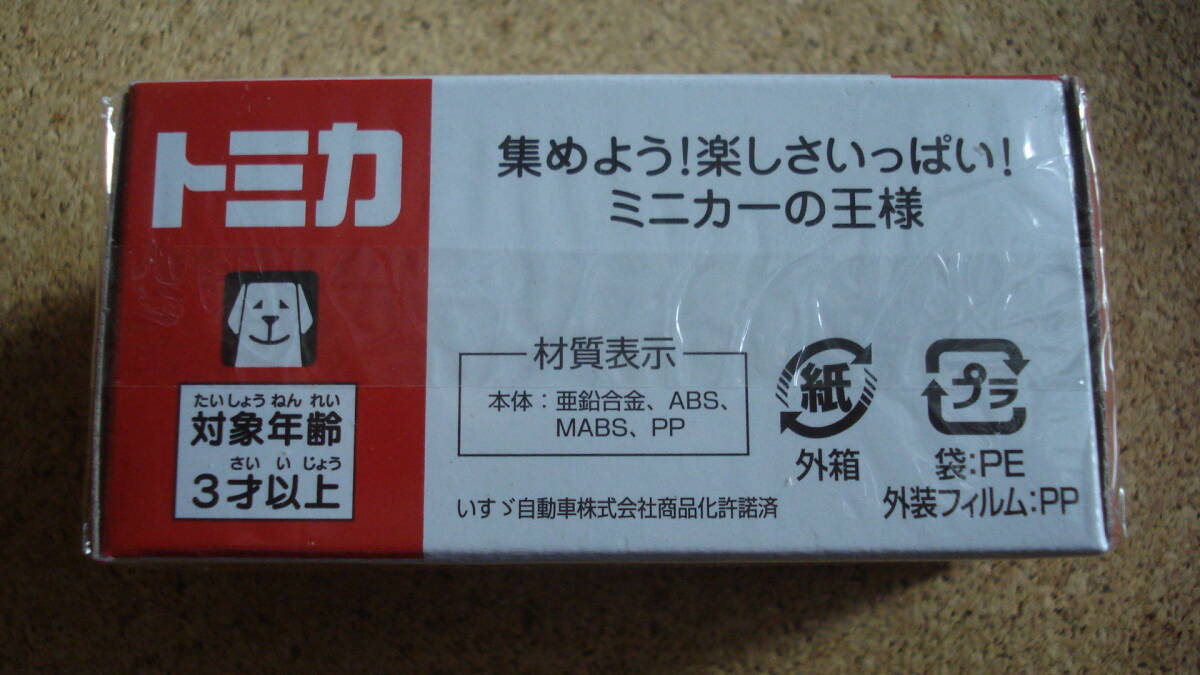 トミカ
集めよう!楽しさいっぱい!
ミニカーの王様
たいしょうねんれい
対象年齢
さいいじょう
3才以上
材質表示
本体:亜鉛合金、ABS、
MABS、PP
いすゞ自動車株式会社商品化許諾済
紙
外箱
プラ
袋:PE
外装フィルム:PP